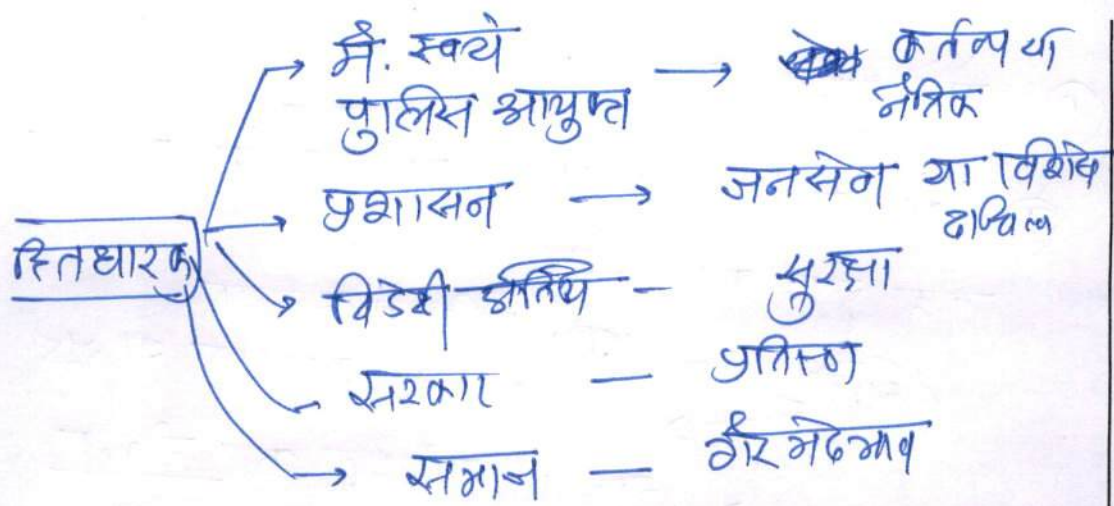 मैं. स्वयं → कर्तव्य या
पुलिस आयुक्त नैत्रिक
प्रशासन → जनसेवा या विशेष
दायित्व
हितधारक
विदेशी अतिथि - सुरक्षा
सरकार - प्रतिष्ठा
समाज - गैर भेदभाव